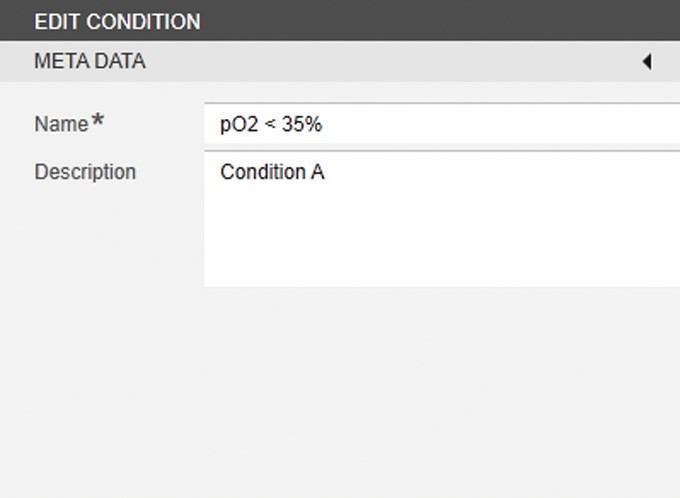 EDIT CONDITION
META DATA
Name*
pO2 < 35%
Description
Condition A